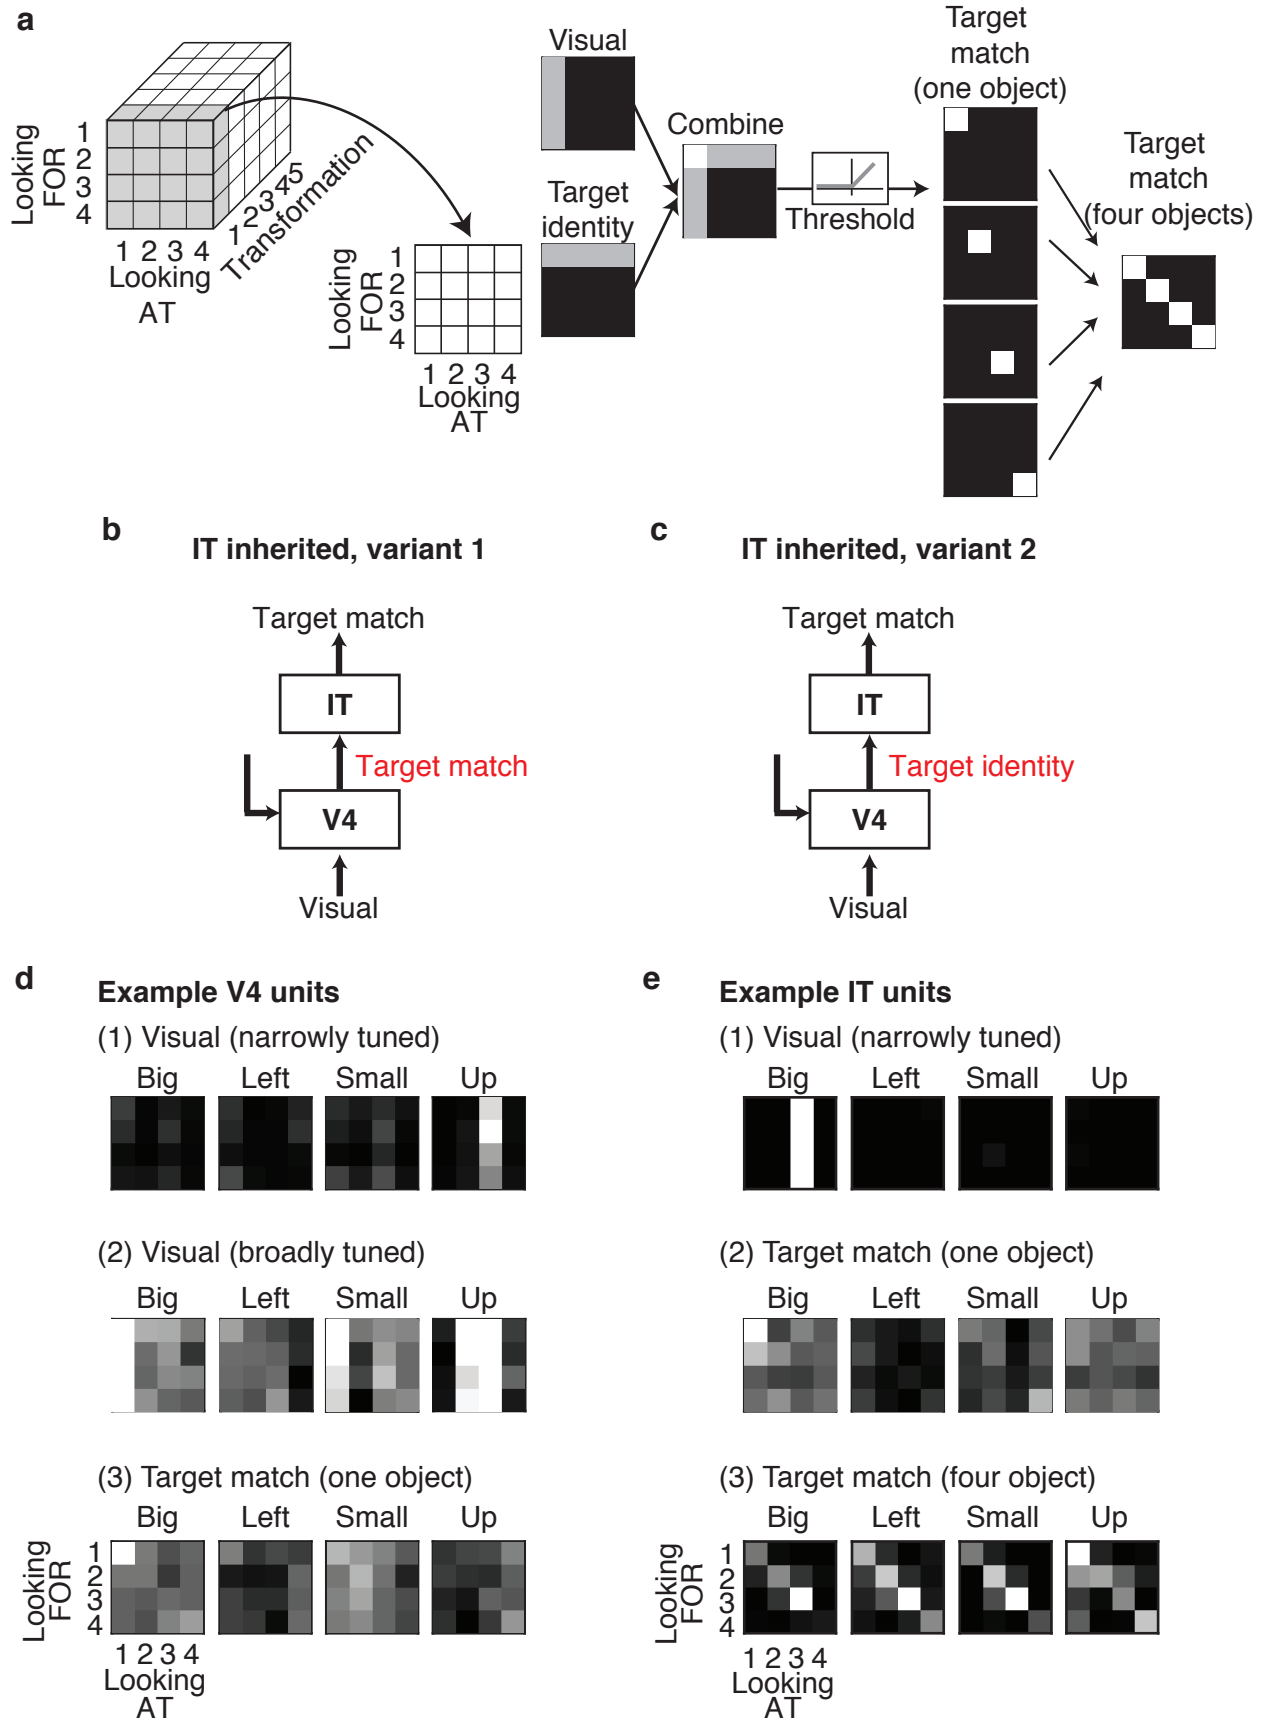 a
Looking
FOR
1
2
3
4
1 2 3 4
Looking
AT
1 2 3 4 5
Transformation
Looking
FOR
1
2
3
4
1 2 3 4
Looking
AT
Visual
Target
identity
Combine
Threshold
Target
match
(one object)
Target
match
(four objects)
b
IT inherited, variant 1
Target match
IT
Target match
V4
Visual
c
IT inherited, variant 2
Target match
IT
Target identity
V4
Visual
d
Example V4 units
(1) Visual (narrowly tuned)
Big Left Small Up
(2) Visual (broadly tuned)
Big Left Small Up
(3) Target match (one object)
Big Left Small Up
Looking
FOR
1
2
3
4
1 2 3 4
Looking
AT
e
Example IT units
(1) Visual (narrowly tuned)
Big Left Small Up
(2) Target match (one object)
Big Left Small Up
(3) Target match (four object)
Big Left Small Up
Looking
FOR
1
2
3
4
1 2 3 4
Looking
AT